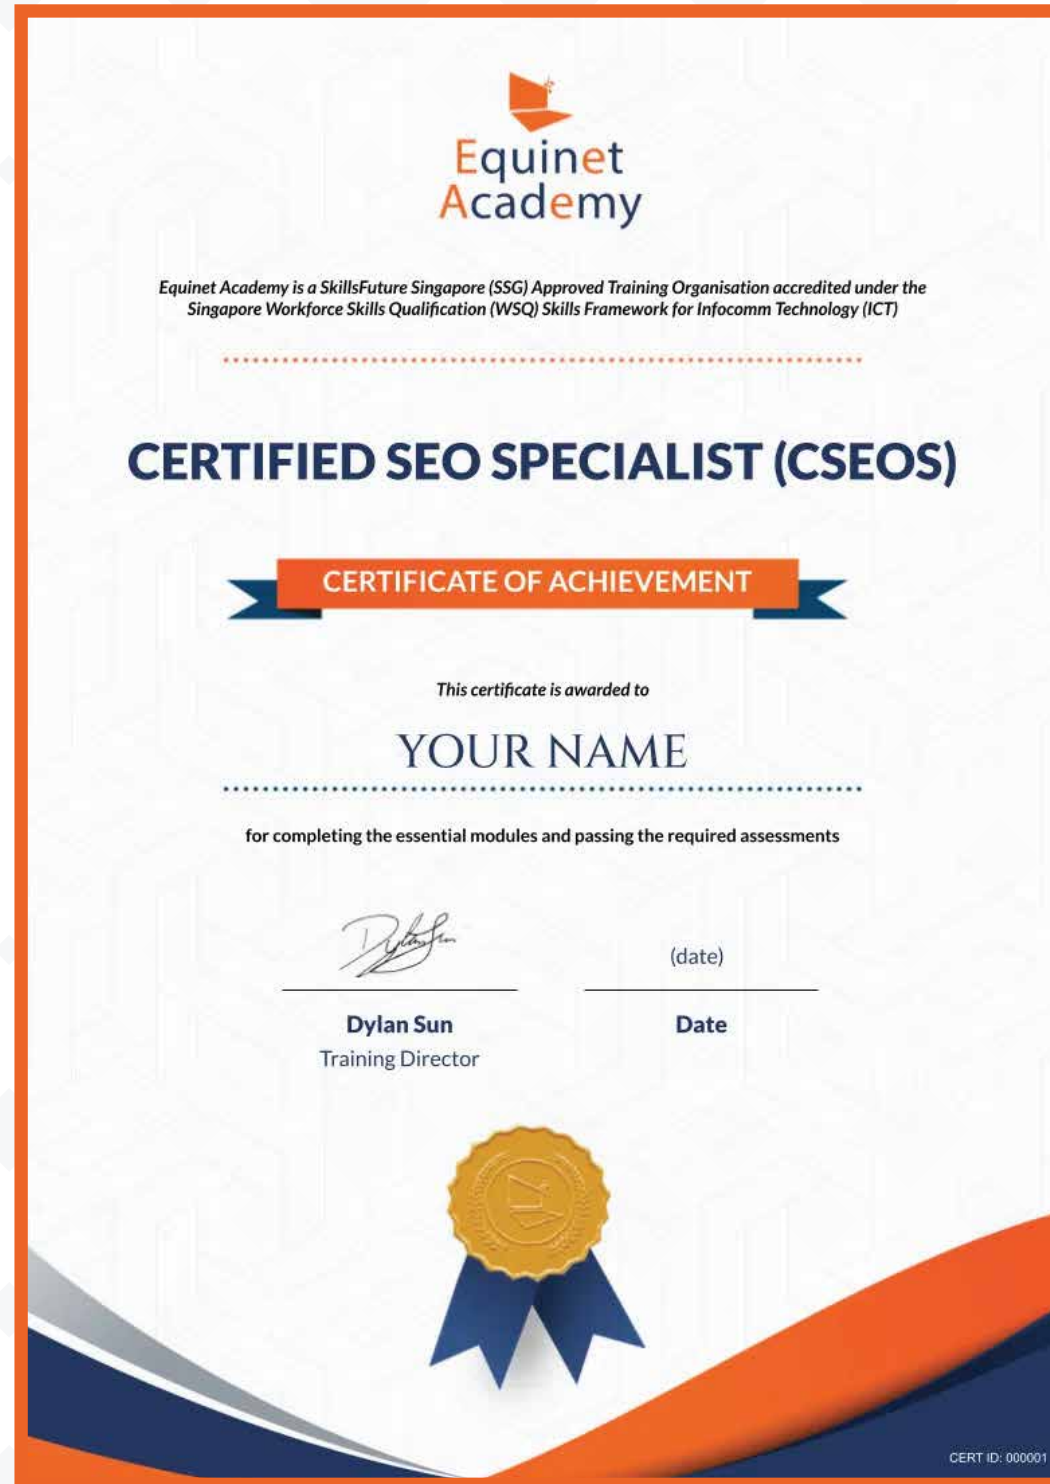 Equinet
Academy
Equinet Academy is a SkillsFuture Singapore (SSG) Approved Training Organisation accredited under the
Singapore Workforce Skills Qualification (WSQ) Skills Framework for Infocomm Technology (ICT)
CERTIFIED SEO SPECIALIST (CSEOS)
CERTIFICATE OF ACHIEVEMENT
This certificate is awarded to
YOUR NAME
for completing the essential modules and passing the required assessments
DylanSun
(date)
Dylan Sun
Date
Training Director
CERT ID: 000001